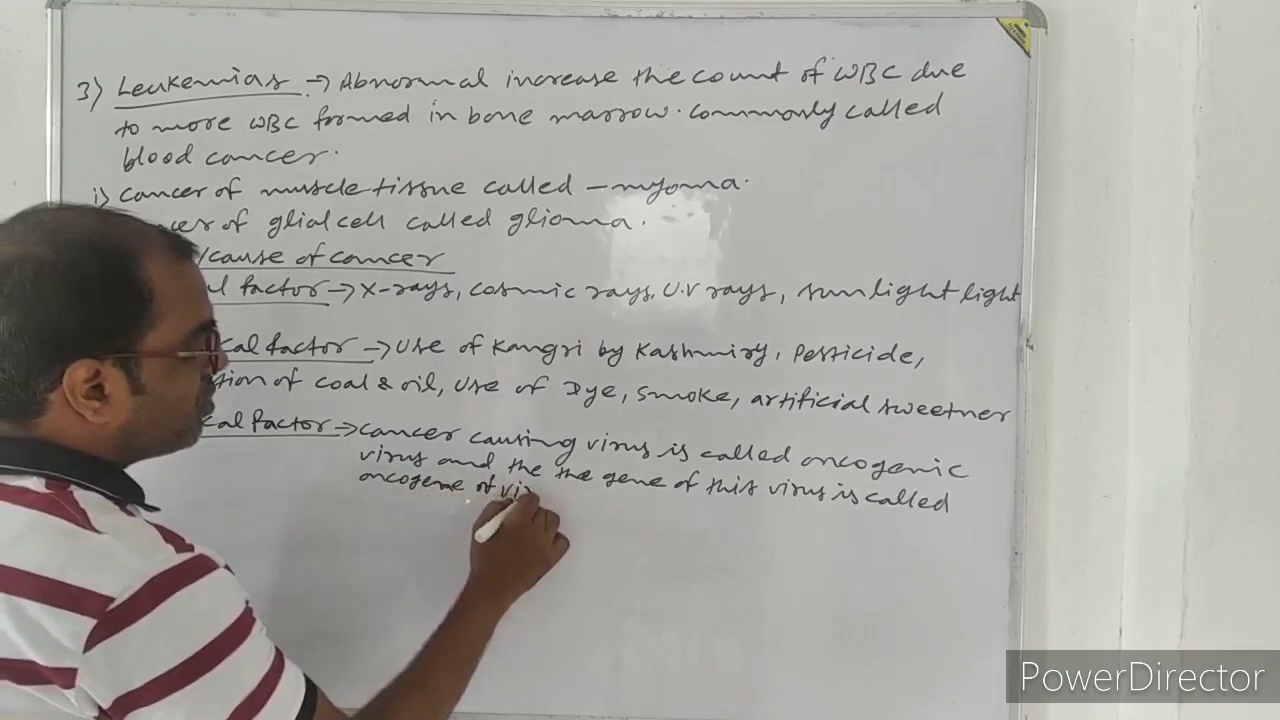 3) Leukemias → Abnormal increase the count of WBC due
to more WBC formed in bone marrow. Commonly called
blood cancer.
i) cancer of muscle tissue called – myoma.
cer of glial cell called glioma.
/cause of cancer
al factor → X-rays, cosmic rays, U.V rays, sunlight light
cal factor → Use of Kangri by Kashmiry, Pesticide,
tion of coal & oil, use of Dye, smoke, artificial sweetner
cal Factor → Cancer causing virus is called oncogenic
virus and the the gene of this virus is called
oncogene of vi
PowerDirector